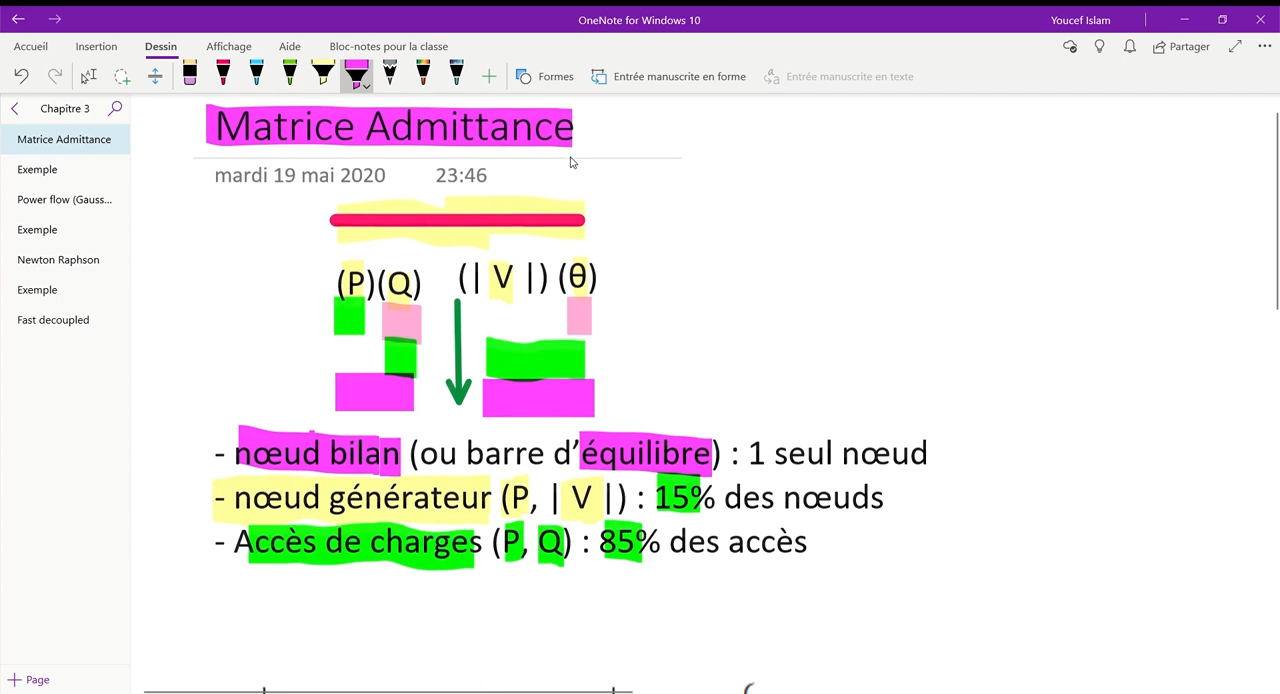 OneNote for Windows 10
Youcef Islam
Accueil Insertion Dessin Affichage Aide Bloc-notes pour la classe
Partager
Formes Entrée manuscrite en forme Entrée manuscrite en texte
Chapitre 3
Matrice Admittance
Exemple
Power flow (Gauss...
Exemple
Newton Raphson
Exemple
Fast decoupled
Page
Matrice Admittance
mardi 19 mai 2020 23:46
(P)(Q) (| V |) (θ)
- nœud bilan (ou barre d'équilibre) : 1 seul nœud
- nœud générateur (P, | V |) : 15% des nœuds
- Accès de charges (P, Q) : 85% des accès